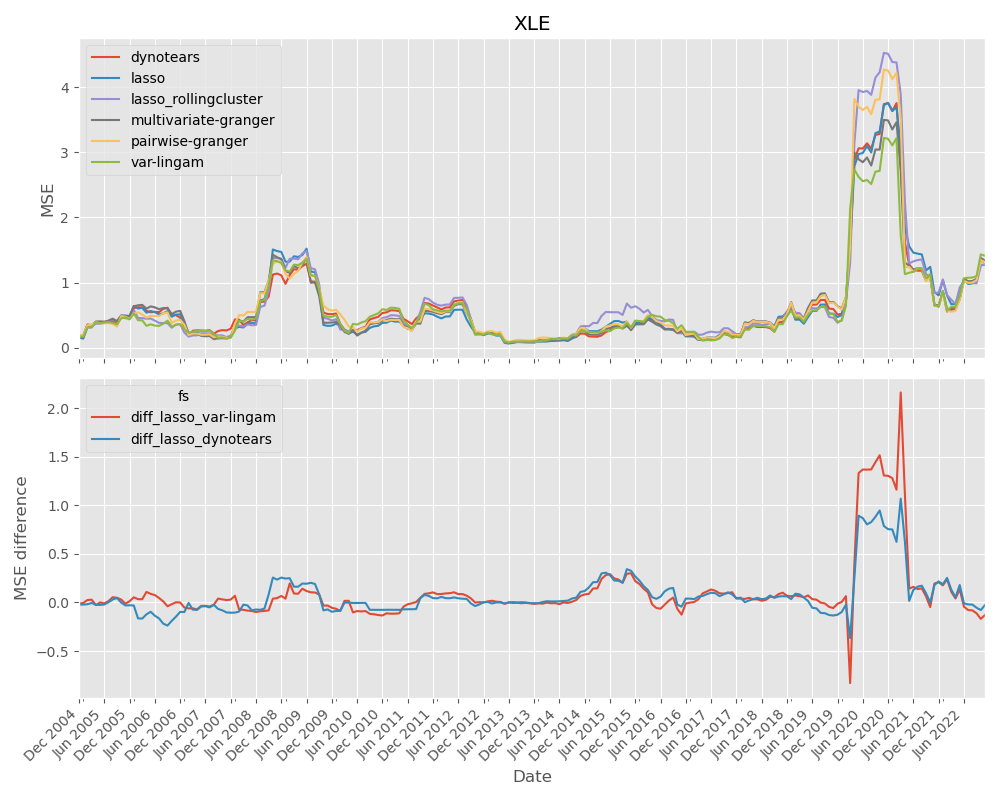 XLE
dynotears
lasso
lasso_rollingcluster
multivariate-granger
pairwise-granger
var-lingam
MSE
4
3
2
1
0
fs
diff_lasso_var-lingam
diff_lasso_dynotears
MSE difference
2.0
1.5
1.0
0.5
0.0
−0.5
Dec 2004
Jun 2005
Dec 2005
Jun 2006
Dec 2006
Jun 2007
Dec 2007
Jun 2008
Dec 2008
Jun 2009
Dec 2009
Jun 2010
Dec 2010
Jun 2011
Dec 2011
Jun 2012
Dec 2012
Jun 2013
Dec 2013
Jun 2014
Dec 2014
Jun 2015
Dec 2015
Jun 2016
Dec 2016
Jun 2017
Dec 2017
Jun 2018
Dec 2018
Jun 2019
Dec 2019
Jun 2020
Dec 2020
Jun 2021
Dec 2021
Jun 2022
Date